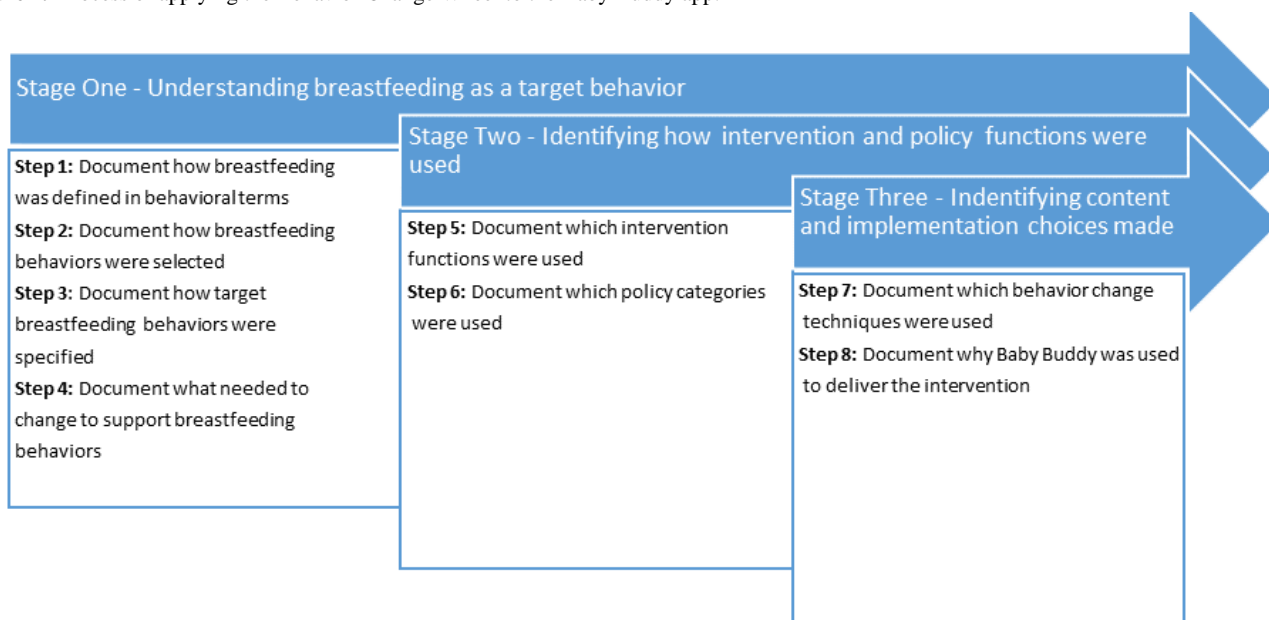 Stage One - Understanding breastfeeding as a target behavior
Step 1: Document how breastfeeding
was defined in behavioral terms
Step 2: Document how breastfeeding
behaviors were selected
Step 3: Document how target
breastfeeding behaviors were
specified
Step 4: Document what needed to
change to support breastfeeding
behaviors
Stage Two - Identifying how intervention and policy functions were
used
Step 5: Document which intervention
functions were used
Step 6: Document which policy categories
were used
Stage Three - Indentifying content
and implementation choices made
Step 7: Document which behavior change
techniques were used
Step 8: Document why Baby Buddy was used
to deliver the intervention